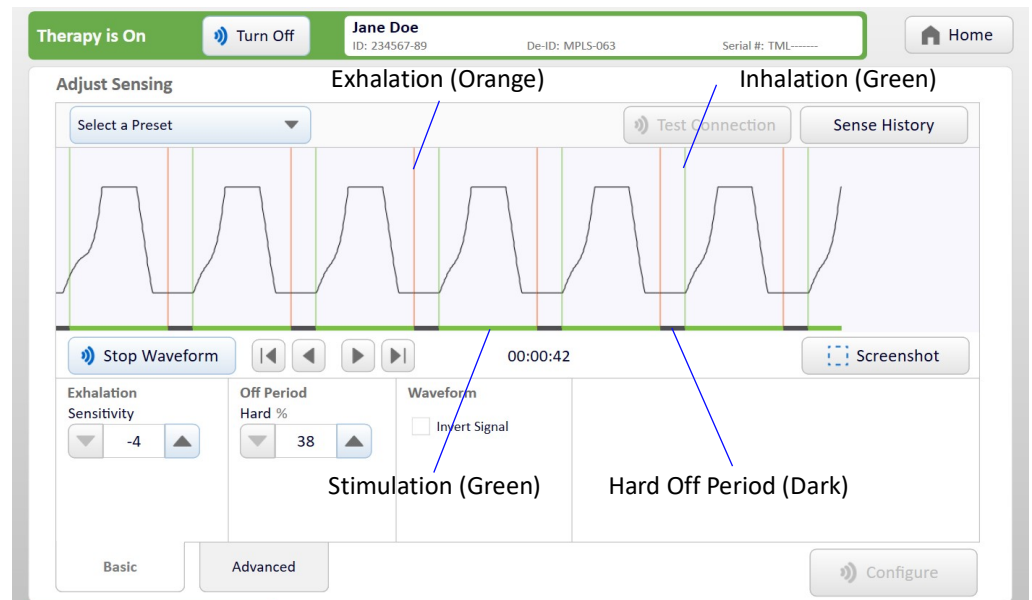 Therapy is On
Turn Off
Jane Doe
ID: 234567-89
De-ID: MPLS-063
Serial #: TML-------
Home
Adjust Sensing
Exhalation (Orange)
Inhalation (Green)
Select a Preset
Test Connection
Sense History
Stop Waveform
00:00:42
Screenshot
Exhalation
Sensitivity
-4
Off Period
Hard %
38
Waveform
Invert Signal
Stimulation (Green)
Hard Off Period (Dark)
Basic
Advanced
Configure